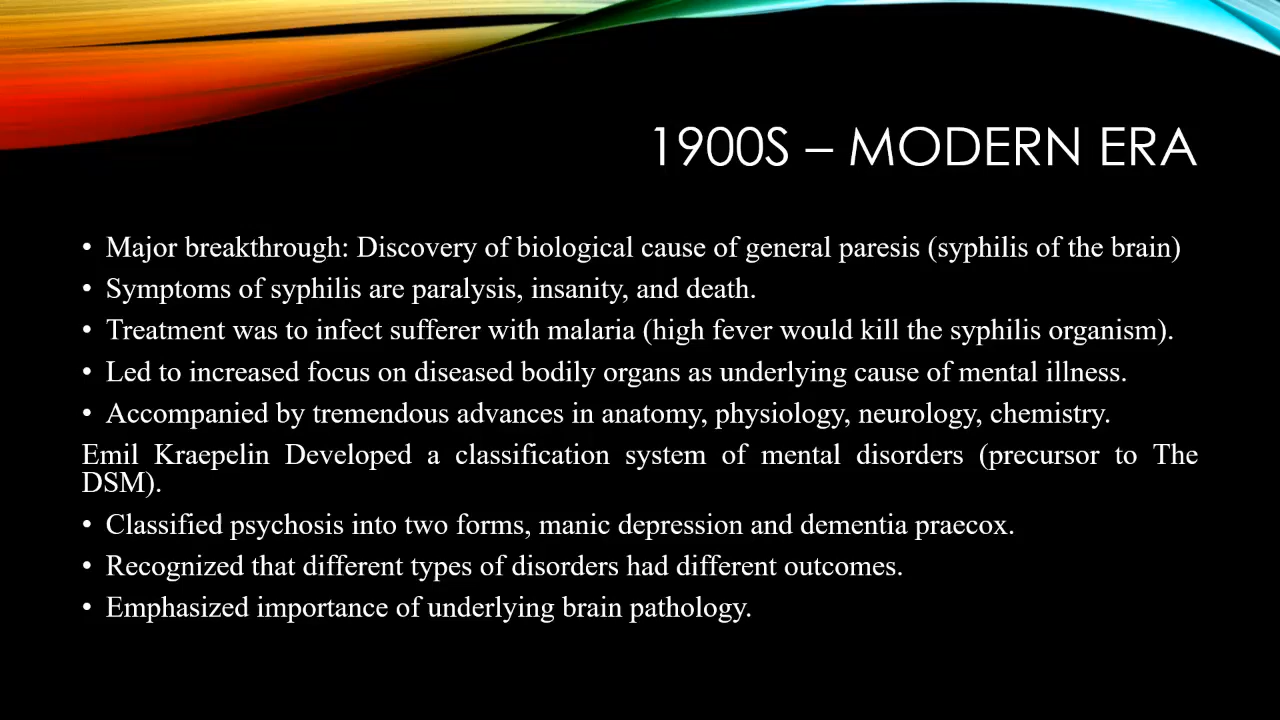 1900S – MODERN ERA
• Major breakthrough: Discovery of biological cause of general paresis (syphilis of the brain)
• Symptoms of syphilis are paralysis, insanity, and death.
• Treatment was to infect sufferer with malaria (high fever would kill the syphilis organism).
• Led to increased focus on diseased bodily organs as underlying cause of mental illness.
• Accompanied by tremendous advances in anatomy, physiology, neurology, chemistry.
Emil Kraepelin Developed a classification system of mental disorders (precursor to The
DSM).
• Classified psychosis into two forms, manic depression and dementia praecox.
• Recognized that different types of disorders had different outcomes.
• Emphasized importance of underlying brain pathology.